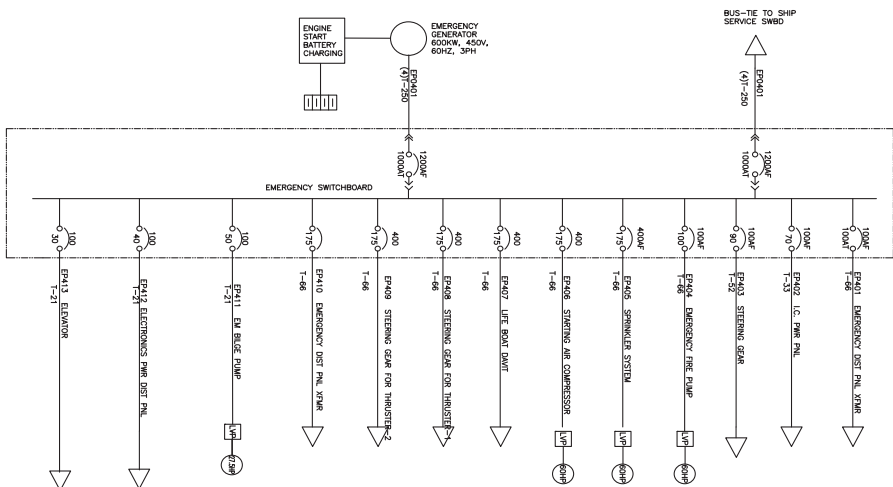 BUS-TIE TO SHIP
SERVICE SWBD
ENGINE
START
BATTERY
CHARGING
EMERGENCY
GENERATOR
600KW, 450V,
60HZ, 3PH
EP0401
(4)T-250
EP0401
(4)T-250
1200AF
1000AT
1200AF
1000AT
EMERGENCY SWITCHBOARD
100
30
100
40
100
50
175
400
175
400
175
175
400
175
400AF
175
100AF
100
100AF
90
100AF
70
100AF
110AT
EP413 ELEVATOR
T-21
EP412 ELECTRONICS PWR DIST PNL
T-21
EP411 EM BILGE PUMP
T-21
EP410 EMERGENCY DIST PNL XFMR
T-66
EP409 STEERING GEAR FOR THRUSTER-2
T-66
EP408 STEERING GEAR FOR THRUSTER-1
T-66
EP407 LIFE BOAT DAVIT
T-66
EP406 STARTING AIR COMPRESSOR
T-66
EP405 SPRINKLER SYSTEM
T-66
EP404 EMERGENCY FIRE PUMP
T-66
EP403 STEERING GEAR
T-52
EP402 I.C. PWR PNL
T-33
EP401 EMERGENCY DIST PNL XFMR
T-66
LVP
LVP
LVP
LVP
60HP
60HP
60HP